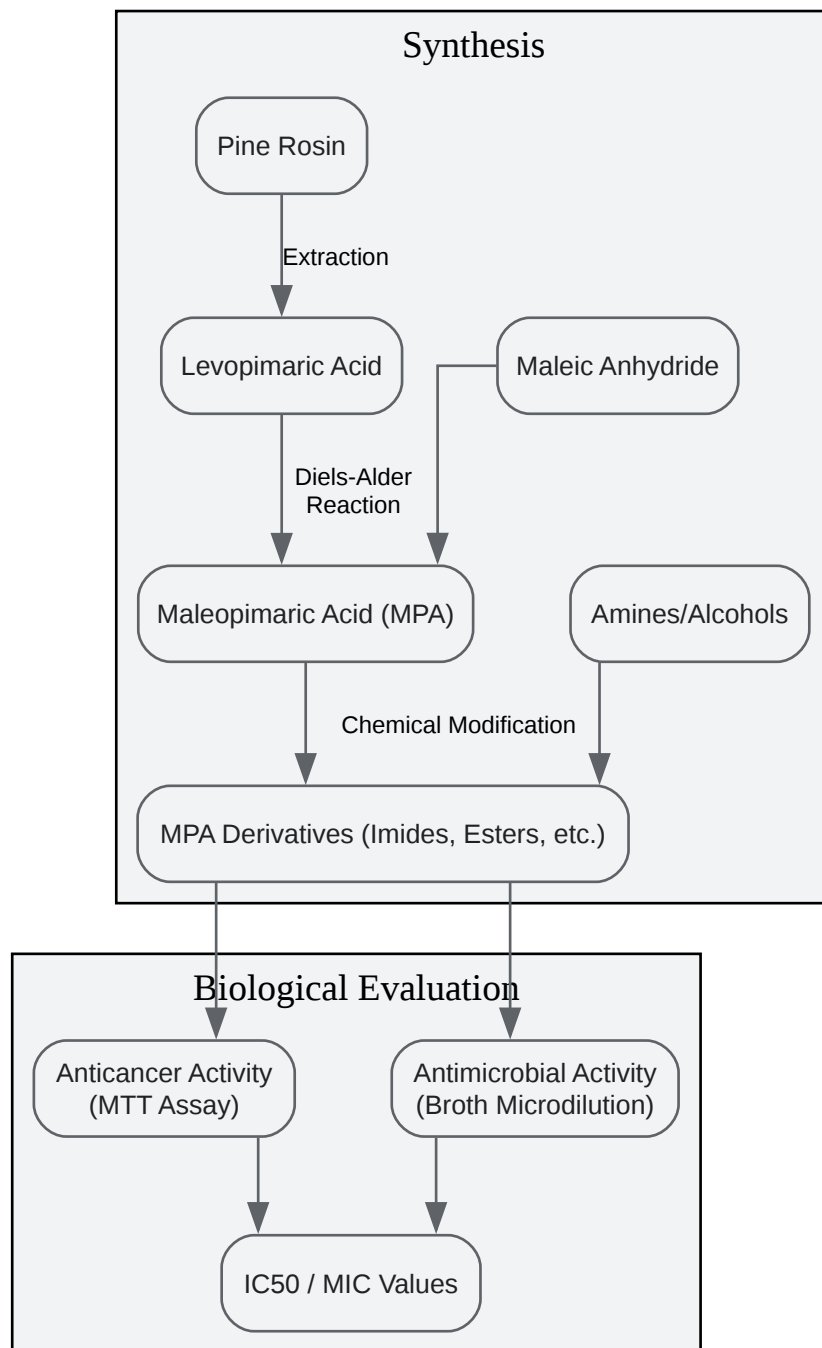 Synthesis
Pine Rosin
Extraction
Levopimaric Acid
Maleic Anhydride
Diels-Alder
Reaction
Maleopimaric Acid (MPA)
Amines/Alcohols
Chemical Modification
MPA Derivatives (Imides, Esters, etc.)
Biological Evaluation
Anticancer Activity
(MTT Assay)
Antimicrobial Activity
(Broth Microdilution)
IC50 / MIC Values